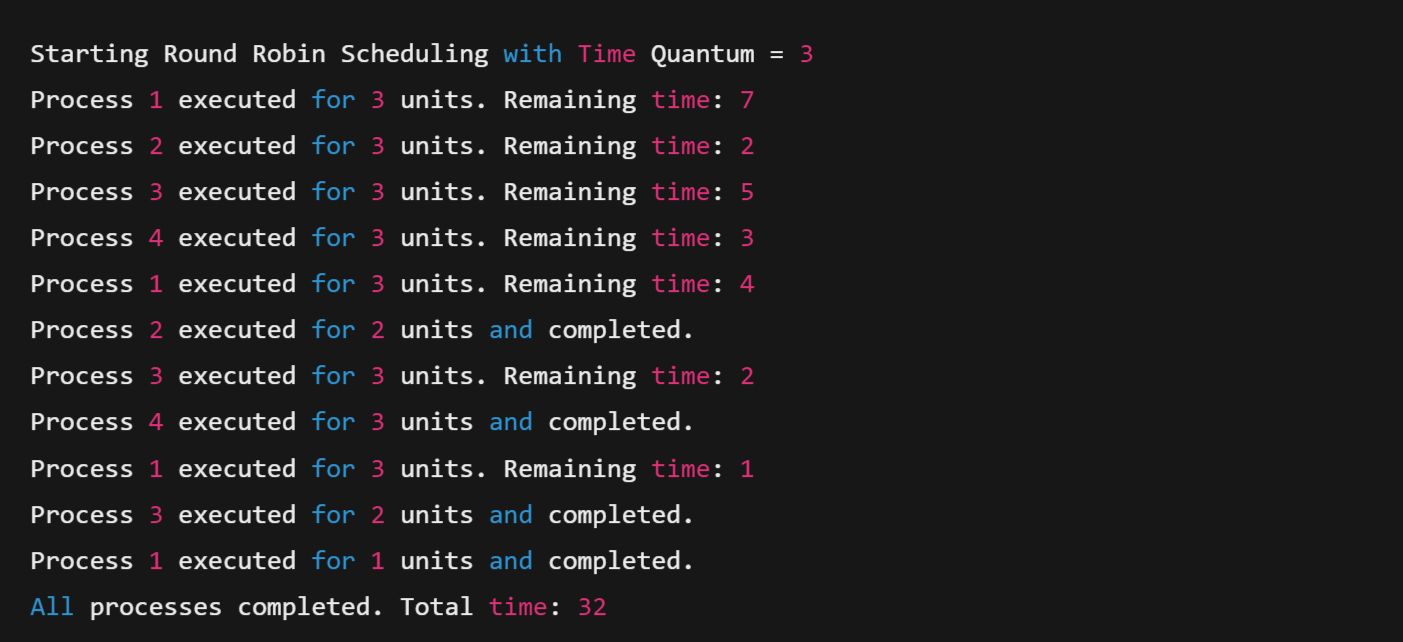 Starting Round Robin Scheduling with Time Quantum = 3
Process 1 executed for 3 units. Remaining time: 7
Process 2 executed for 3 units. Remaining time: 2
Process 3 executed for 3 units. Remaining time: 5
Process 4 executed for 3 units. Remaining time: 3
Process 1 executed for 3 units. Remaining time: 4
Process 2 executed for 2 units and completed.
Process 3 executed for 3 units. Remaining time: 2
Process 4 executed for 3 units and completed.
Process 1 executed for 3 units. Remaining time: 1
Process 3 executed for 2 units and completed.
Process 1 executed for 1 units and completed.
All processes completed. Total time: 32